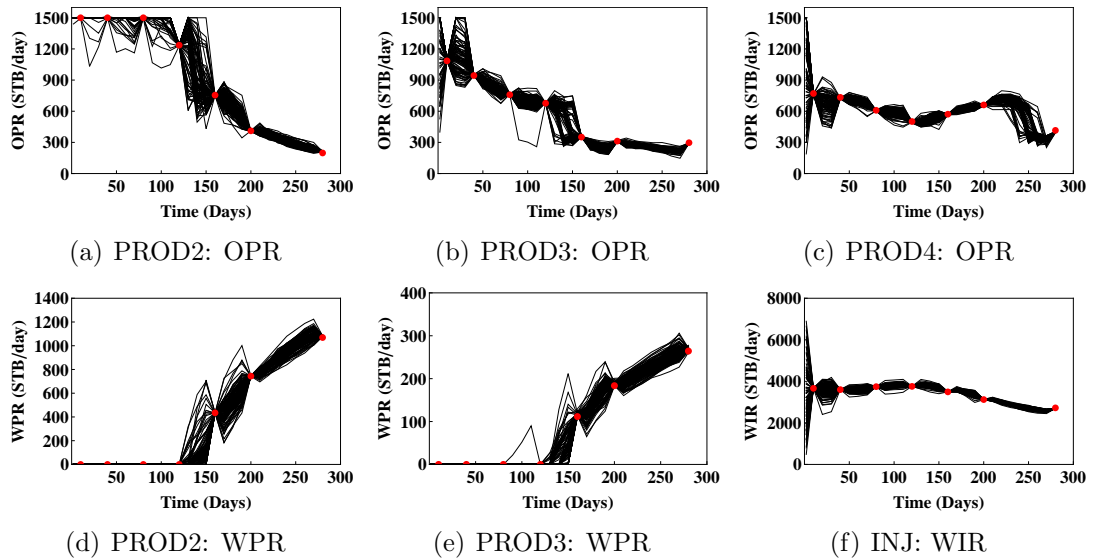 1500
1200
900
600
300
0
OPR (STB/day)
50 100 150 200 250 300
Time (Days)
(a) PROD2: OPR
1500
1200
900
600
300
0
OPR (STB/day)
50 100 150 200 250 300
Time (Days)
(b) PROD3: OPR
1500
1200
900
600
300
0
OPR (STB/day)
50 100 150 200 250 300
Time (Days)
(c) PROD4: OPR
1400
1200
1000
800
600
400
200
0
WPR (STB/day)
50 100 150 200 250 300
Time (Days)
(d) PROD2: WPR
400
300
200
100
0
WPR (STB/day)
50 100 150 200 250 300
Time (Days)
(e) PROD3: WPR
8000
6000
4000
2000
0
WIR (STB/day)
50 100 150 200 250 300
Time (Days)
(f) INJ: WIR